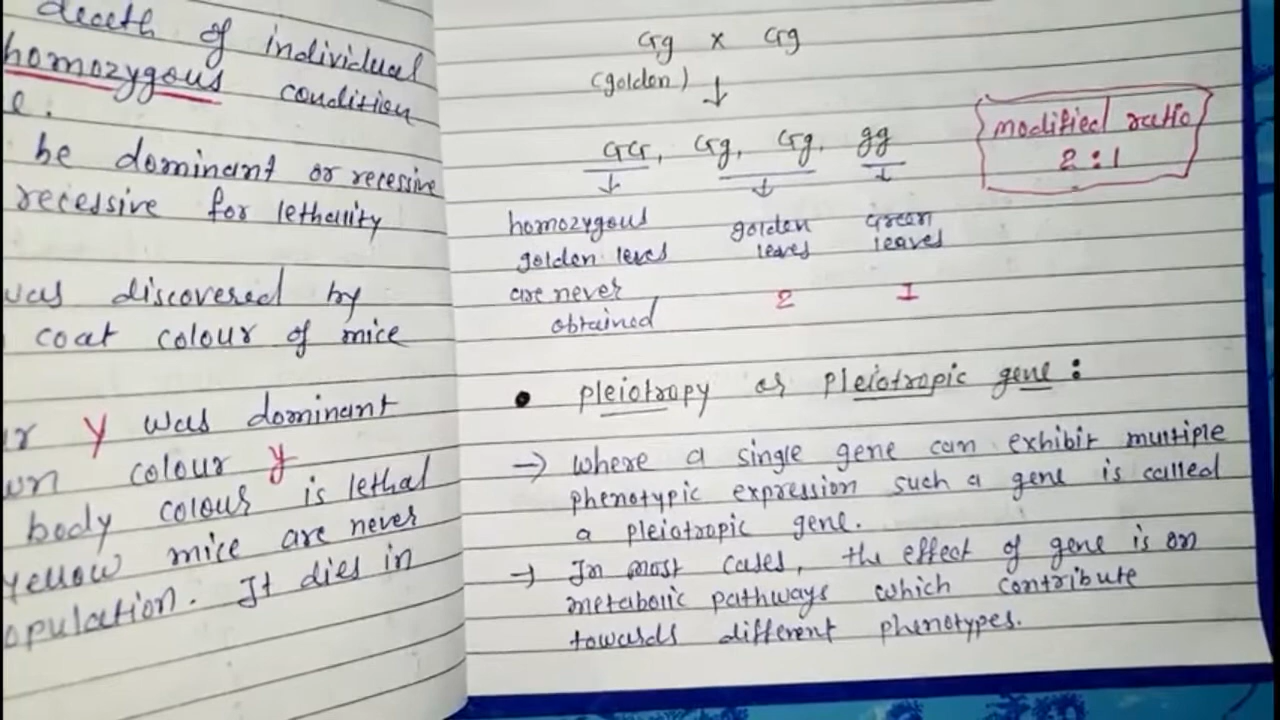 death of individual
homozygous condition
e.
be dominant or recessive
recessive for lethality
was discovered by
coat colour of mice
Y was dominant
colour y
body colour is lethal
yellow mice are never
opulation. It dies in
Gg x Gg
(golden) ↓
GG, Gg, Gg, gg
↓ ↓ ↓
homozygous golden leves are never obtained
golden leaves
Green leaves
2 1
modified ratio
2 : 1
• pleiotropy or pleiotropic gene :
→ where a single gene can exhibit multiple
phenotypic expression such a gene is called
a pleiotropic gene.
→ In most cases, the effect of gene is on
metabolic pathways which contribute
towards different phenotypes.